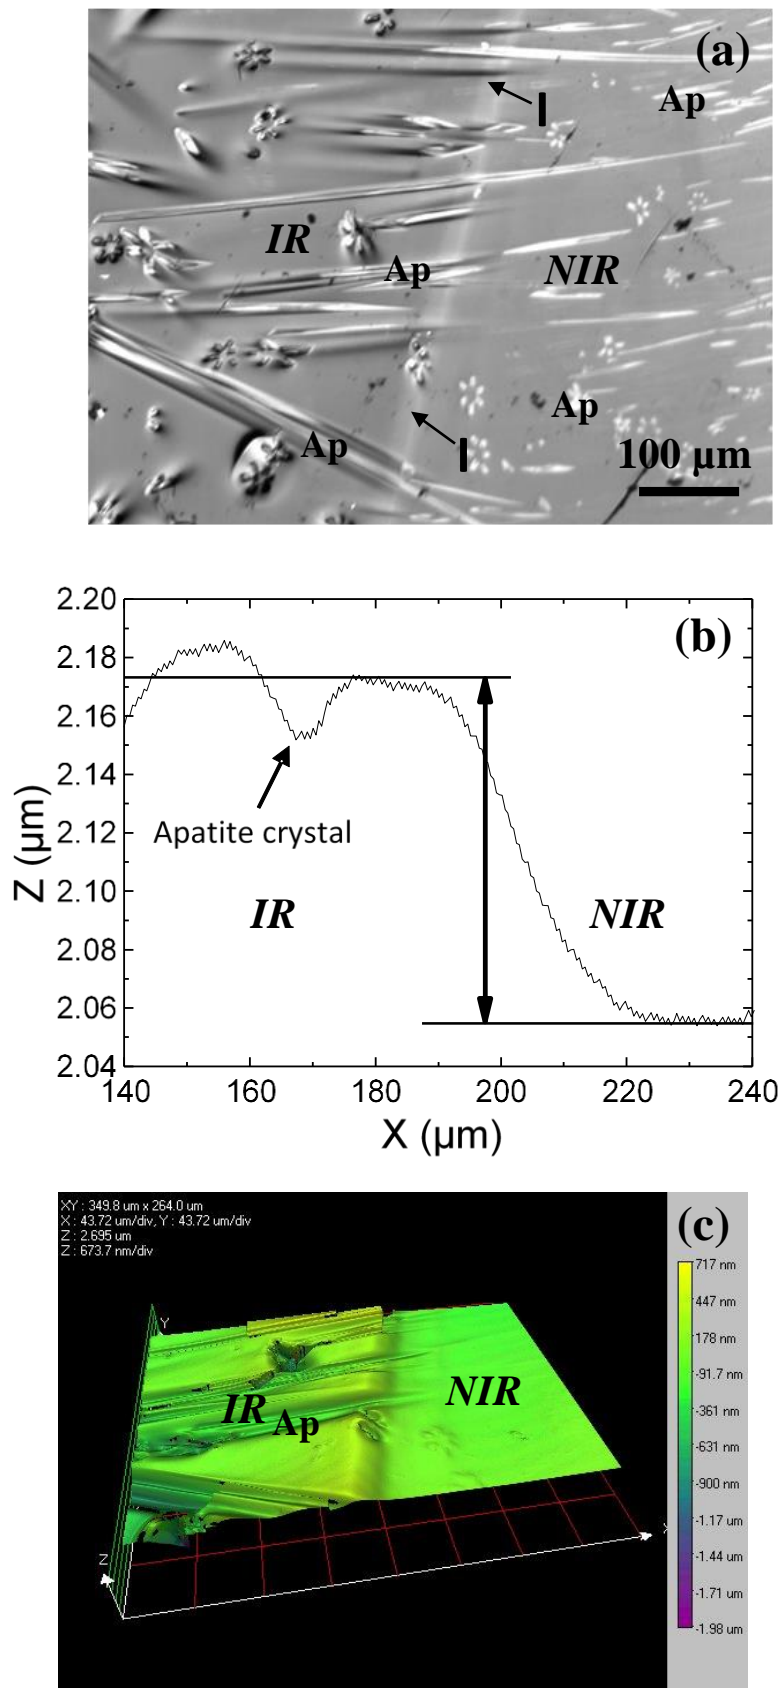 (a)
I
Ap
IR
Ap
NIR
Ap
Ap
I
100 µm
2.20
2.18
2.16
2.14
2.12
2.10
2.08
2.06
2.04
Z (µm)
(b)
Apatite crystal
IR
NIR
140
160
180
200
220
240
X (µm)
XY : 349.8 um x 264.0 um
X : 43.72 um/div, Y : 43.72 um/div
Z : 2.695 um
Z : 673.7 nm/div
(c)
717 nm
447 nm
178 nm
-91.7 nm
-361 nm
-631 nm
-900 nm
-1.17 um
-1.44 um
-1.71 um
-1.98 um
Y
IR
Ap
NIR
X
Z